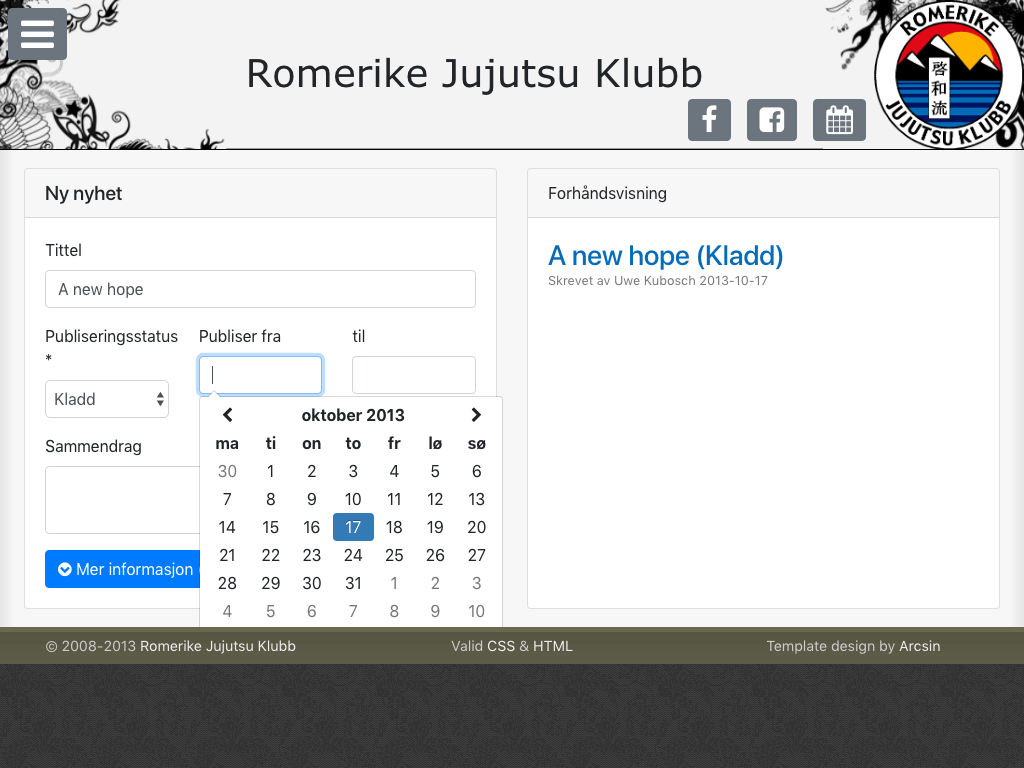 Romerike Jujutsu Klubb
ROMERIKE
啓和流
JUJUTSU KLUBB
Ny nyhet
Tittel
A new hope
Publiseringsstatus
*
Publiser fra
til
Kladd
oktober 2013
ma ti on to fr lø sø
30 1 2 3 4 5 6
7 8 9 10 11 12 13
14 15 16 17 18 19 20
21 22 23 24 25 26 27
28 29 30 31 1 2 3
4 5 6 7 8 9 10
Sammendrag
Mer informasjon
Forhåndsvisning
A new hope (Kladd)
Skrevet av Uwe Kubosch 2013-10-17
© 2008-2013 Romerike Jujutsu Klubb
Valid CSS & HTML
Template design by Arcsin